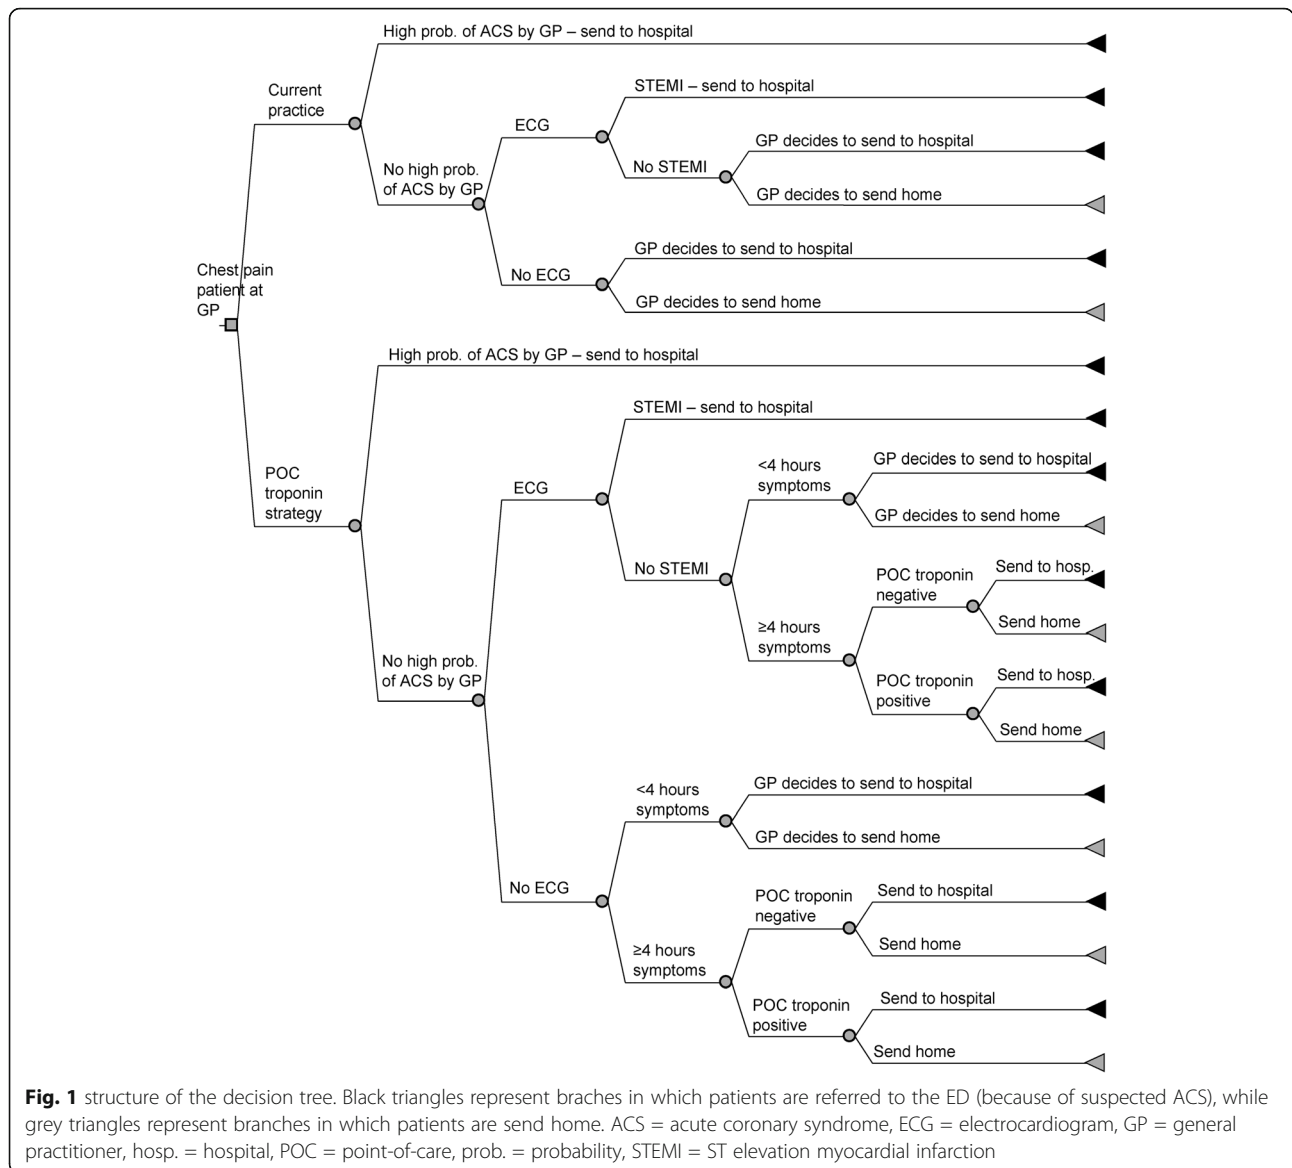 High prob. of ACS by GP – send to hospital
Current
practice
STEMI – send to hospital
ECG
GP decides to send to hospital
No STEMI
No high prob.
of ACS by GP
GP decides to send home
GP decides to send to hospital
No ECG
GP decides to send home
Chest pain
patient at
GP
High prob. of ACS by GP – send to hospital
STEMI – send to hospital
<4 hours
symptoms
GP decides to send to hospital
GP decides to send home
POC
troponin
strategy
ECG
No STEMI
POC troponin
negative
Send to hosp.
Send home
≥4 hours
symptoms
No high prob.
of ACS by GP
POC troponin
positive
Send to hosp.
Send home
<4 hours
symptoms
GP decides to send to hospital
GP decides to send home
No ECG
POC troponin
negative
Send to hospital
Send home
≥4 hours
symptoms
POC troponin
positive
Send to hospital
Send home
Fig. 1 structure of the decision tree. Black triangles represent braches in which patients are referred to the ED (because of suspected ACS), while
grey triangles represent branches in which patients are send home. ACS = acute coronary syndrome, ECG = electrocardiogram, GP = general
practitioner, hosp. = hospital, POC = point-of-care, prob. = probability, STEMI = ST elevation myocardial infarction